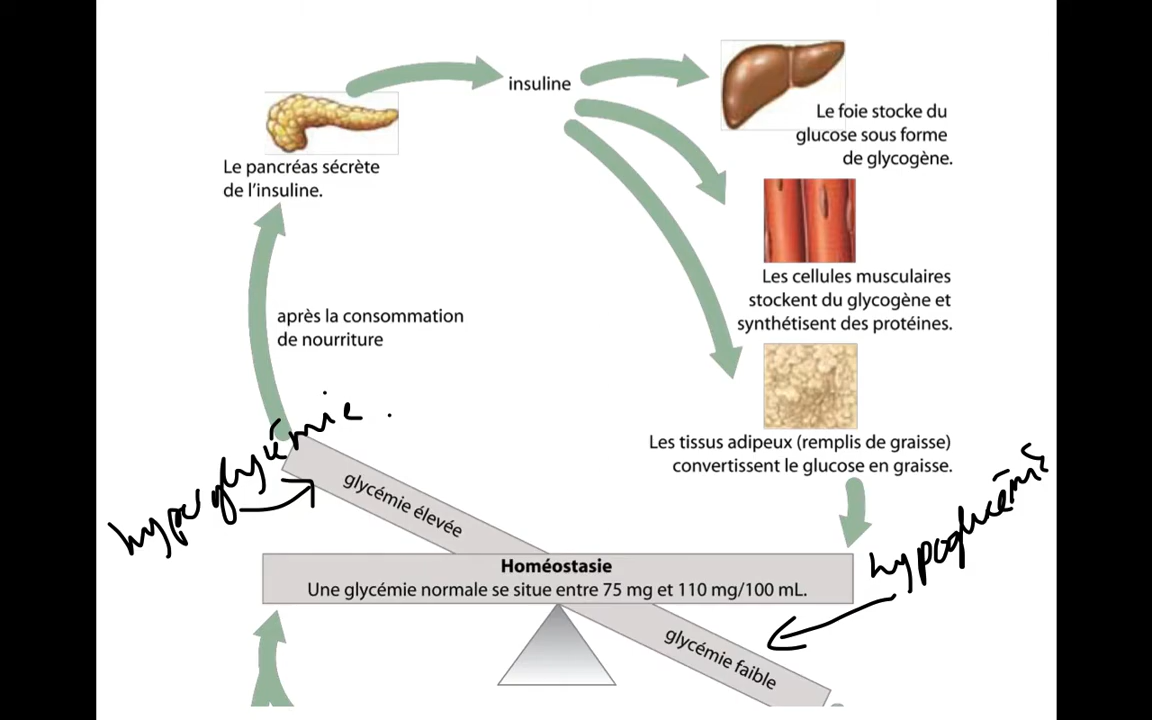 insuline
Le foie stocke du
glucose sous forme
de glycogène.
Le pancréas sécrète
de l'insuline.
Les cellules musculaires
stockent du glycogène et
synthétisent des protéines.
après la consommation
de nourriture
Les tissus adipeux (remplis de graisse)
convertissent le glucose en graisse.
hyperglycémie.
glycémie élevée
hypoglycémie
Homéostasie
Une glycémie normale se situe entre 75 mg et 110 mg/100 mL.
glycémie faible